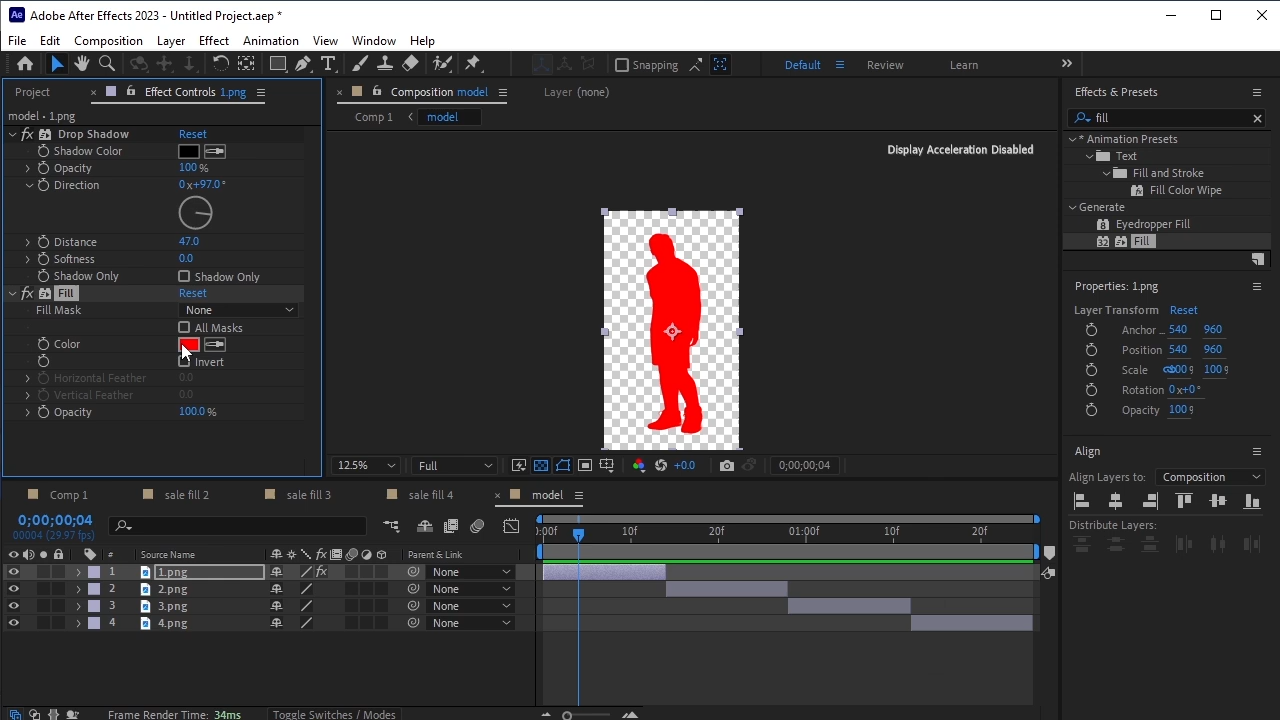 Ae Adobe After Effects 2023 - Untitled Project.aep *
File Edit Composition Layer Effect Animation View Window Help
Snapping Default Review Learn
Project Effect Controls 1.png
model • 1.png
fx Drop Shadow Reset
Shadow Color
Opacity 100 %
Direction 0 x+97.0 °
Distance 47.0
Softness 0.0
Shadow Only Shadow Only
fx Fill Reset
Fill Mask None
All Masks
Color
Invert
Horizontal Feather 0.0
Vertical Feather 0.0
Opacity 100.0 %
Composition model Layer (none)
Comp 1 model
Display Acceleration Disabled
12.5% Full +0.0 0;00;00;04
Effects & Presets
fill
* Animation Presets
Text
Fill and Stroke
Fill Color Wipe
Generate
Eyedropper Fill
32 Fill
Properties: 1.png
Layer Transform Reset
Anchor ... 540 960
Position 540 960
Scale 100 % 100 %
Rotation 0 x+0 °
Opacity 100 %
Align
Align Layers to: Composition
Distribute Layers:
Comp 1 sale fill 2 sale fill 3 sale fill 4 model
0;00;00;04
00004 (29.97 fps)
):00f 10f 20f 01:00f 10f 20f
# Source Name fx Parent & Link
1 1.png fx None
2 2.png None
3 3.png None
4 4.png None
Frame Render Time: 34ms Toggle Switches / Modes